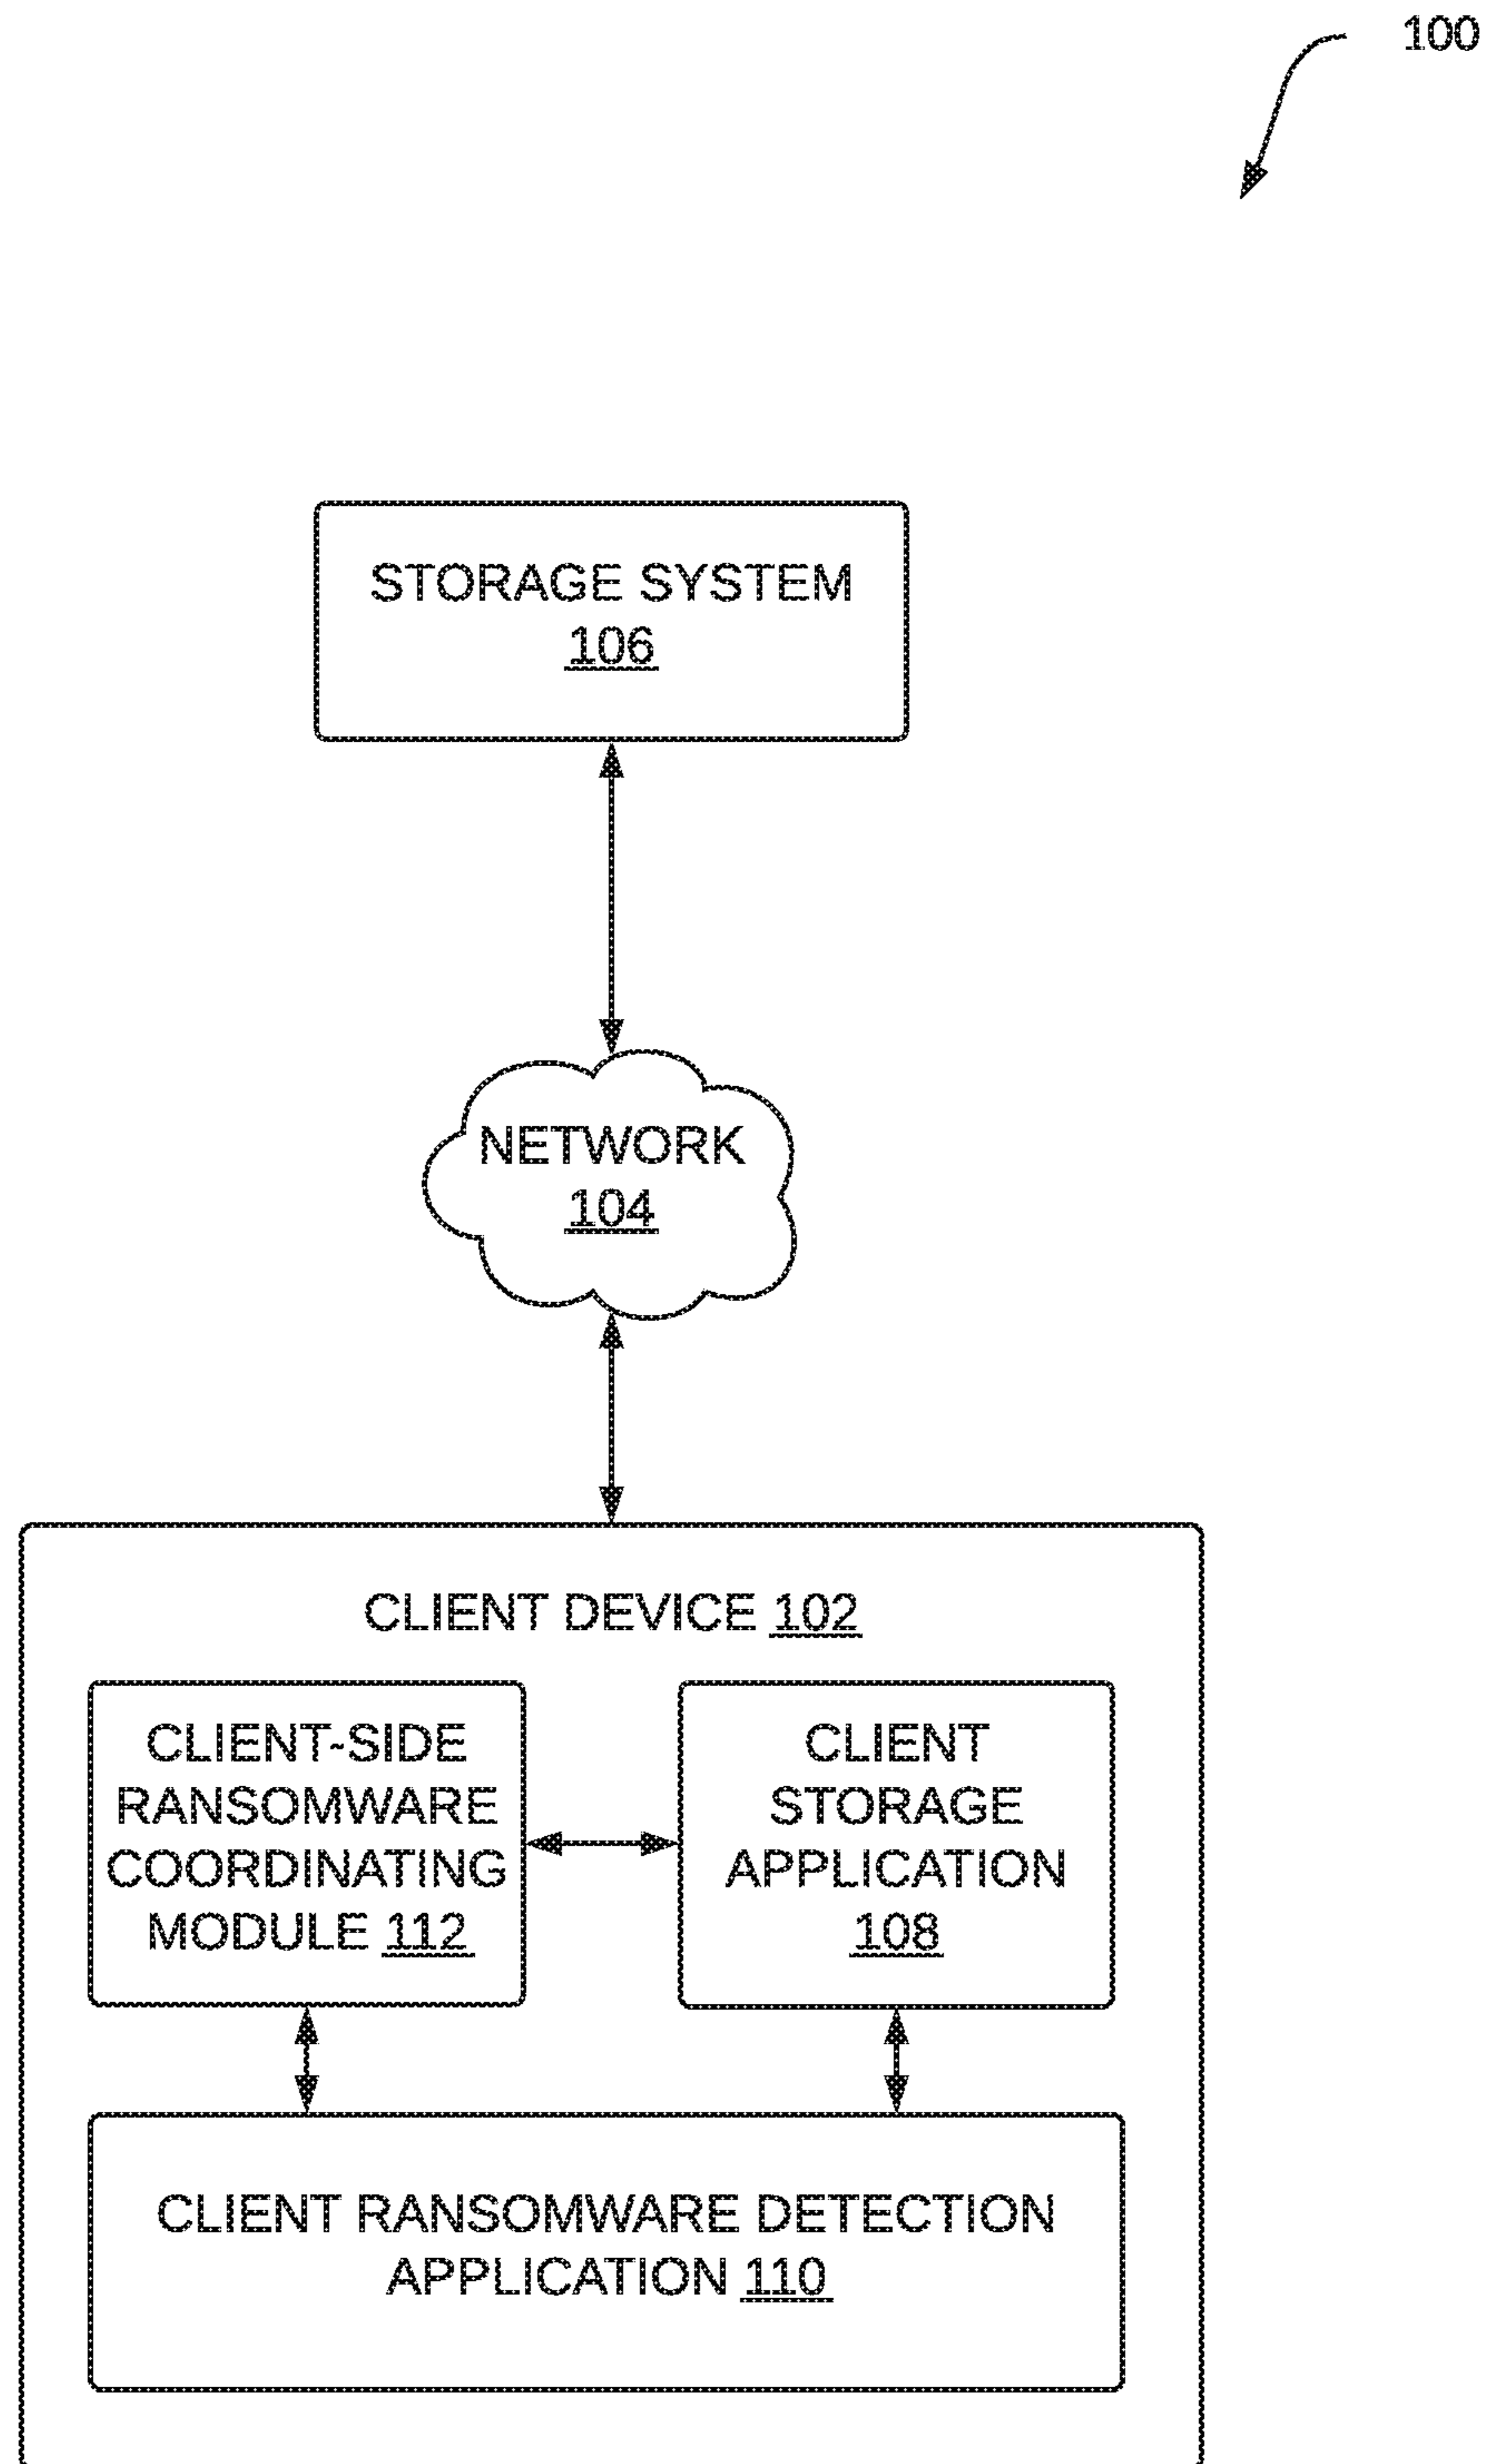 100
STORAGE SYSTEM
106
NETWORK
104
CLIENT DEVICE 102
CLIENT-SIDE
RANSOMWARE
COORDINATING
MODULE 112
CLIENT
STORAGE
APPLICATION
108
CLIENT RANSOMWARE DETECTION
APPLICATION 110